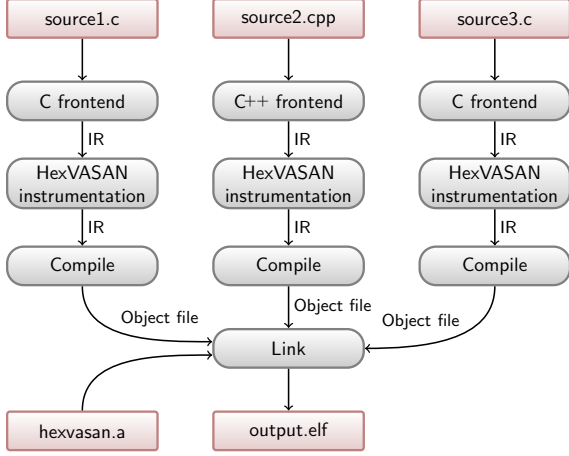 source1.c
source2.cpp
source3.c
C frontend
C++ frontend
C frontend
IR
IR
IR
HexVASAN
instrumentation
HexVASAN
instrumentation
HexVASAN
instrumentation
IR
IR
IR
Compile
Compile
Compile
Object file
Object file
Object file
Link
hexvasan.a
output.elf